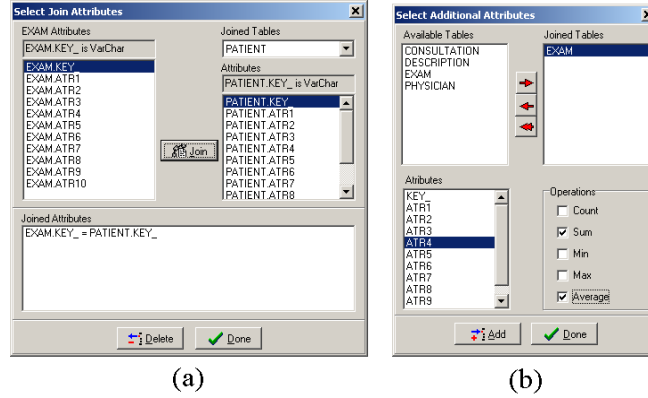 Select Join Attributes
EXAM Attributes
EXAM.KEY_ is VarChar
EXAM.KEY_
EXAM.ATR1
EXAM.ATR2
EXAM.ATR3
EXAM.ATR4
EXAM.ATR5
EXAM.ATR6
EXAM.ATR7
EXAM.ATR8
EXAM.ATR9
EXAM.ATR10
Join
Joined Tables
PATIENT
Attributes
PATIENT.KEY_ is VarChar
PATIENT.KEY_
PATIENT.ATR1
PATIENT.ATR2
PATIENT.ATR3
PATIENT.ATR4
PATIENT.ATR5
PATIENT.ATR6
PATIENT.ATR7
PATIENT.ATR8
Joined Attributes
EXAM.KEY_ = PATIENT.KEY_
Delete
Done
(a)
Select Additional Attributes
Available Tables
CONSULTATION
DESCRIPTION
EXAM
PHYSICIAN
Joined Tables
EXAM
Atributes
KEY_
ATR1
ATR2
ATR3
ATR4
ATR5
ATR6
ATR7
ATR8
ATR9
Operations
Count
Sum
Min
Max
Average
Add
Done
(b)